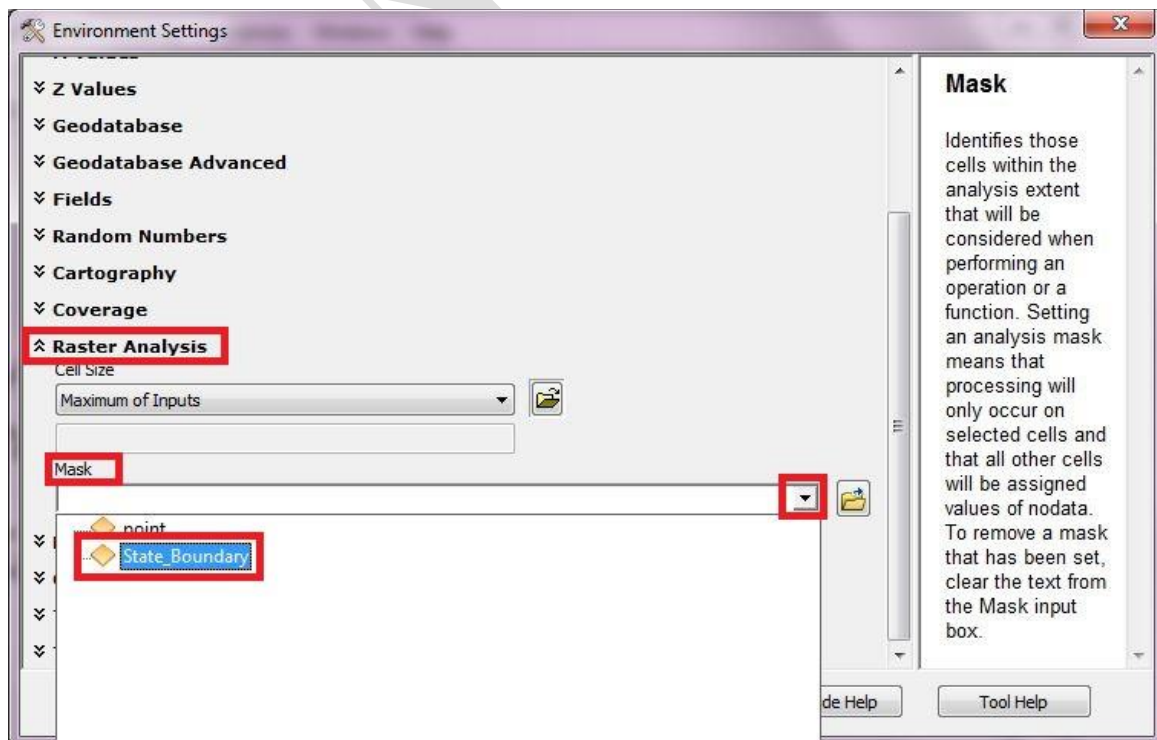 Environment Settings
Z Values
Geodatabase
Geodatabase Advanced
Fields
Random Numbers
Cartography
Coverage
Raster Analysis
Cell Size
Maximum of Inputs
Mask
point
State_Boundary
de Help
Tool Help
Mask
Identifies those
cells within the
analysis extent
that will be
considered when
performing an
operation or a
function. Setting
an analysis mask
means that
processing will
only occur on
selected cells and
that all other cells
will be assigned
values of nodata.
To remove a mask
that has been set,
clear the text from
the Mask input
box.